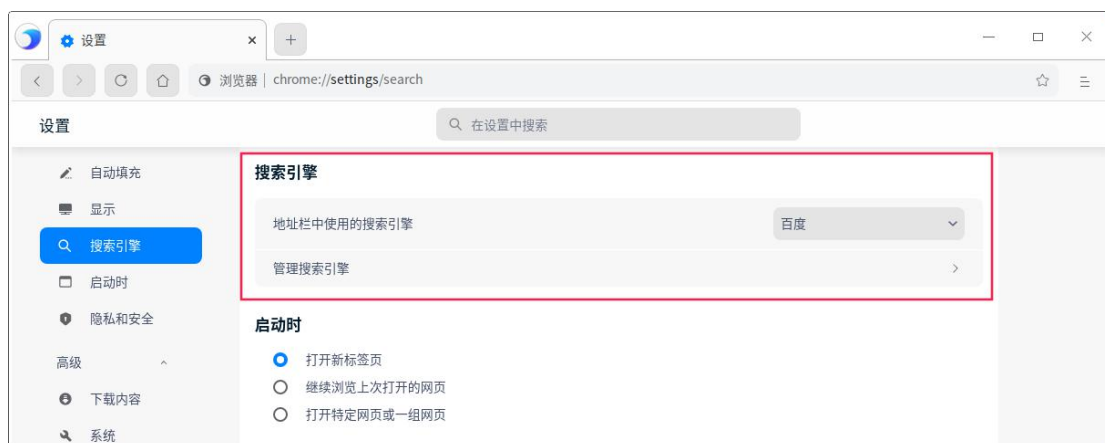 设置
浏览器 | chrome://settings/search
设置
在设置中搜索
自动填充
显示
搜索引擎
启动时
隐私和安全
高级
下载内容
系统
搜索引擎
地址栏中使用的搜索引擎 百度
管理搜索引擎
启动时
打开新标签页
继续浏览上次打开的网页
打开特定网页或一组网页